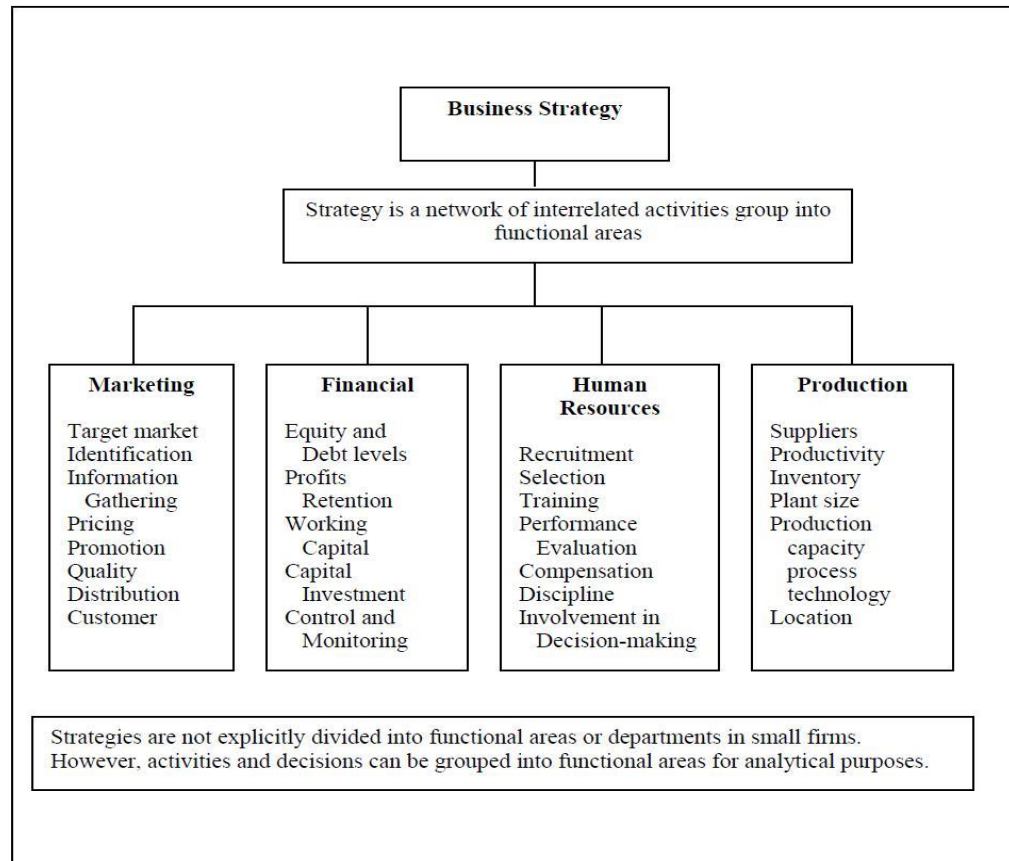 Business Strategy
Strategy is a network of interrelated activities group into
functional areas
Marketing
Target market
Identification
Information
Gathering
Pricing
Promotion
Quality
Distribution
Customer
Financial
Equity and
Debt levels
Profits
Retention
Working
Capital
Capital
Investment
Control and
Monitoring
Human
Resources
Recruitment
Selection
Training
Performance
Evaluation
Compensation
Discipline
Involvement in
Decision-making
Production
Suppliers
Productivity
Inventory
Plant size
Production
capacity
process
technology
Location
Strategies are not explicitly divided into functional areas or departments in small firms.
However, activities and decisions can be grouped into functional areas for analytical purposes.